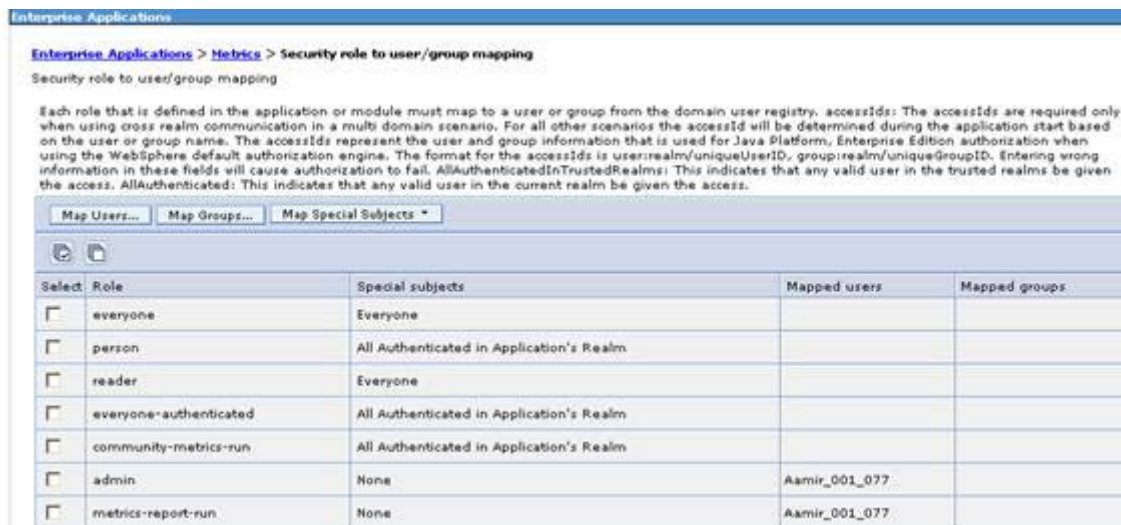 Enterprise Applications
Enterprise Applications > Metrics > Security role to user/group mapping
Security role to user/group mapping
Each role that is defined in the application or module must map to a user or group from the domain user registry. accessIds: The accessIds are required only
when using cross realm communication in a multi domain scenario. For all other scenarios the accessId will be determined during the application start based
on the user or group name. The accessIds represent the user and group information that is used for Java Platform, Enterprise Edition authorization when
using the WebSphere default authorization engine. The format for the accessIds is user:realm/uniqueUserID, group:realm/uniqueGroupID. Entering wrong
information in these fields will cause authorization to fail. AllAuthenticatedInTrustedRealms: This indicates that any valid user in the trusted realms be given
the access. AllAuthenticated: This indicates that any valid user in the current realm be given the access.
Map Users... Map Groups... Map Special Subjects
Select Role Special subjects Mapped users Mapped groups
everyone Everyone
person All Authenticated in Application's Realm
reader Everyone
everyone-authenticated All Authenticated in Application's Realm
community-metrics-run All Authenticated in Application's Realm
admin None Aamir_001_077
metrics-report-run None Aamir_001_077